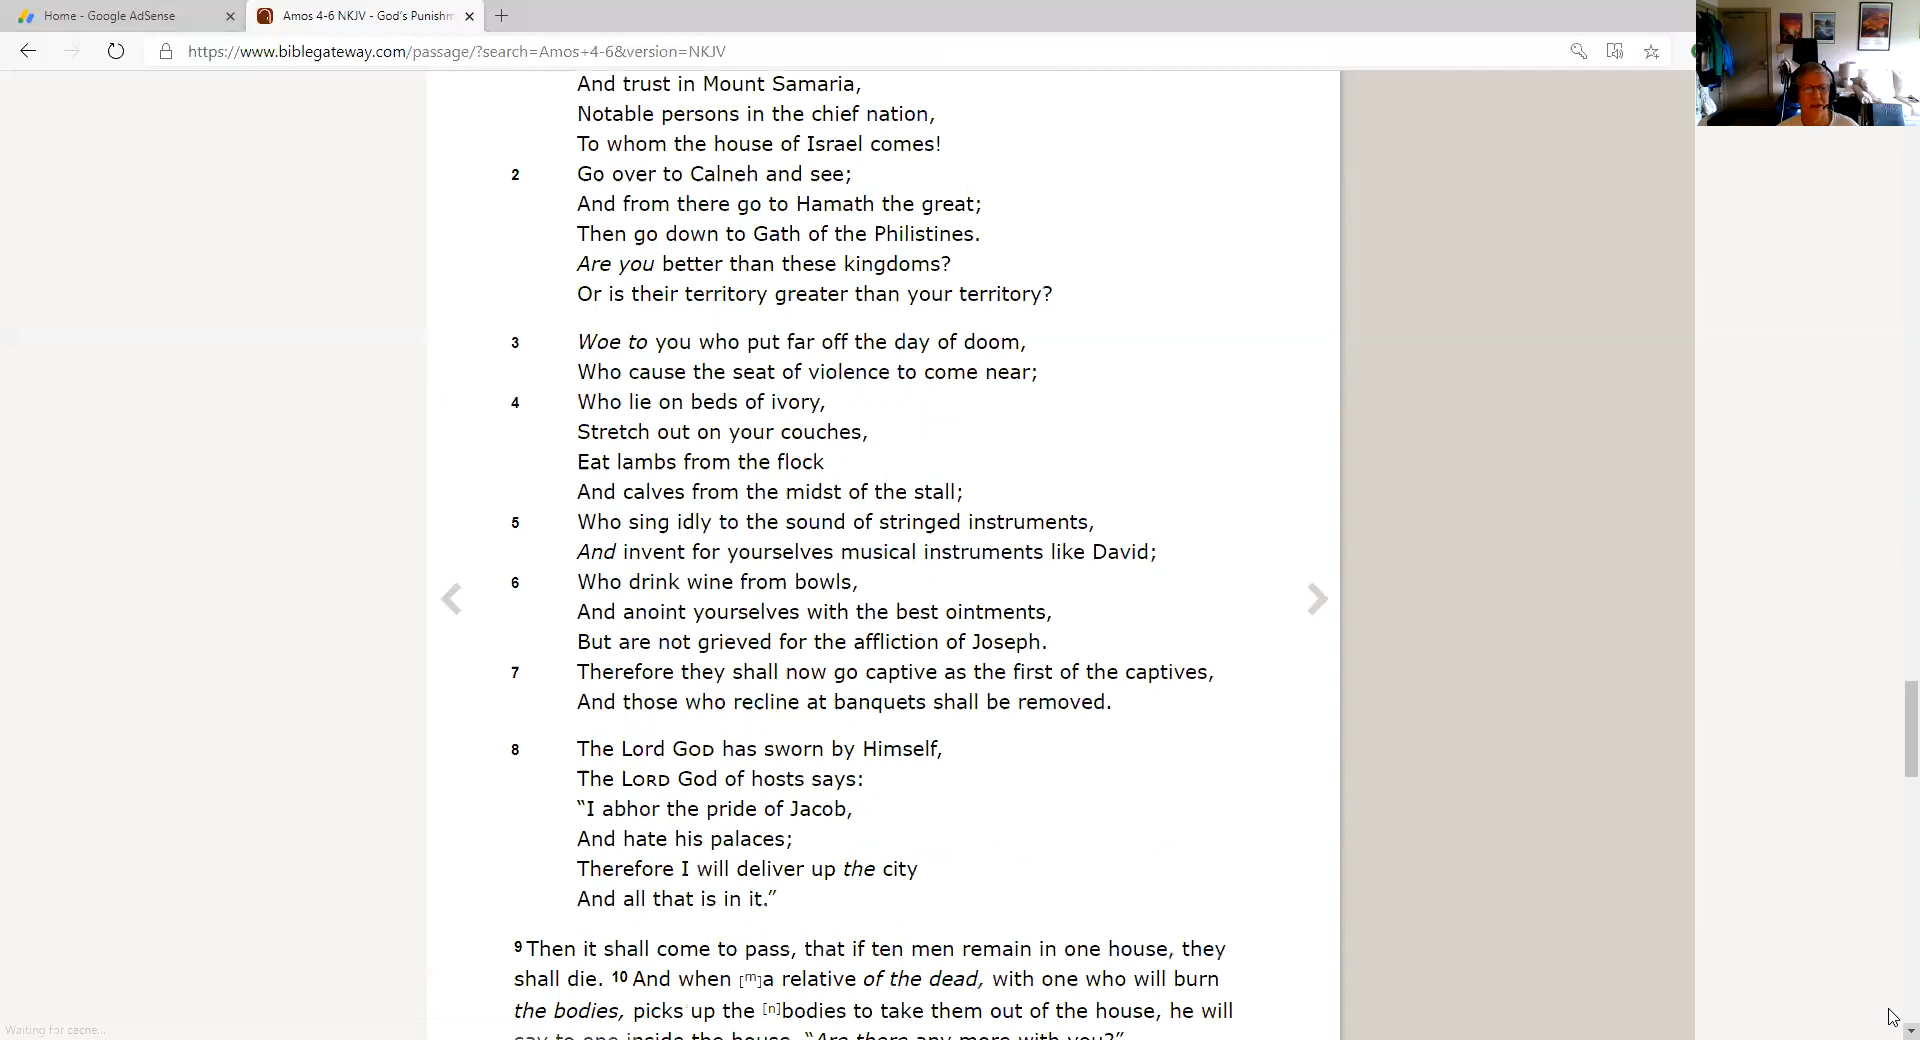 Home - Google AdSense
Amos 4-6 NKJV - God's Punishm
https://www.biblegateway.com/passage/?search=Amos+4-6&version=NKJV
And trust in Mount Samaria,
Notable persons in the chief nation,
To whom the house of Israel comes!
2 Go over to Calneh and see;
And from there go to Hamath the great;
Then go down to Gath of the Philistines.
Are you better than these kingdoms?
Or is their territory greater than your territory?
3 Woe to you who put far off the day of doom,
Who cause the seat of violence to come near;
4 Who lie on beds of ivory,
Stretch out on your couches,
Eat lambs from the flock
And calves from the midst of the stall;
5 Who sing idly to the sound of stringed instruments,
And invent for yourselves musical instruments like David;
6 Who drink wine from bowls,
And anoint yourselves with the best ointments,
But are not grieved for the affliction of Joseph.
7 Therefore they shall now go captive as the first of the captives,
And those who recline at banquets shall be removed.
8 The Lord GOD has sworn by Himself,
The LORD God of hosts says:
“I abhor the pride of Jacob,
And hate his palaces;
Therefore I will deliver up the city
And all that is in it.”
9 Then it shall come to pass, that if ten men remain in one house, they
shall die. 10 And when [m]a relative of the dead, with one who will burn
the bodies, picks up the [n]bodies to take them out of the house, he will
say to one inside the house, “Are there any more with you?”
Waiting for cache...